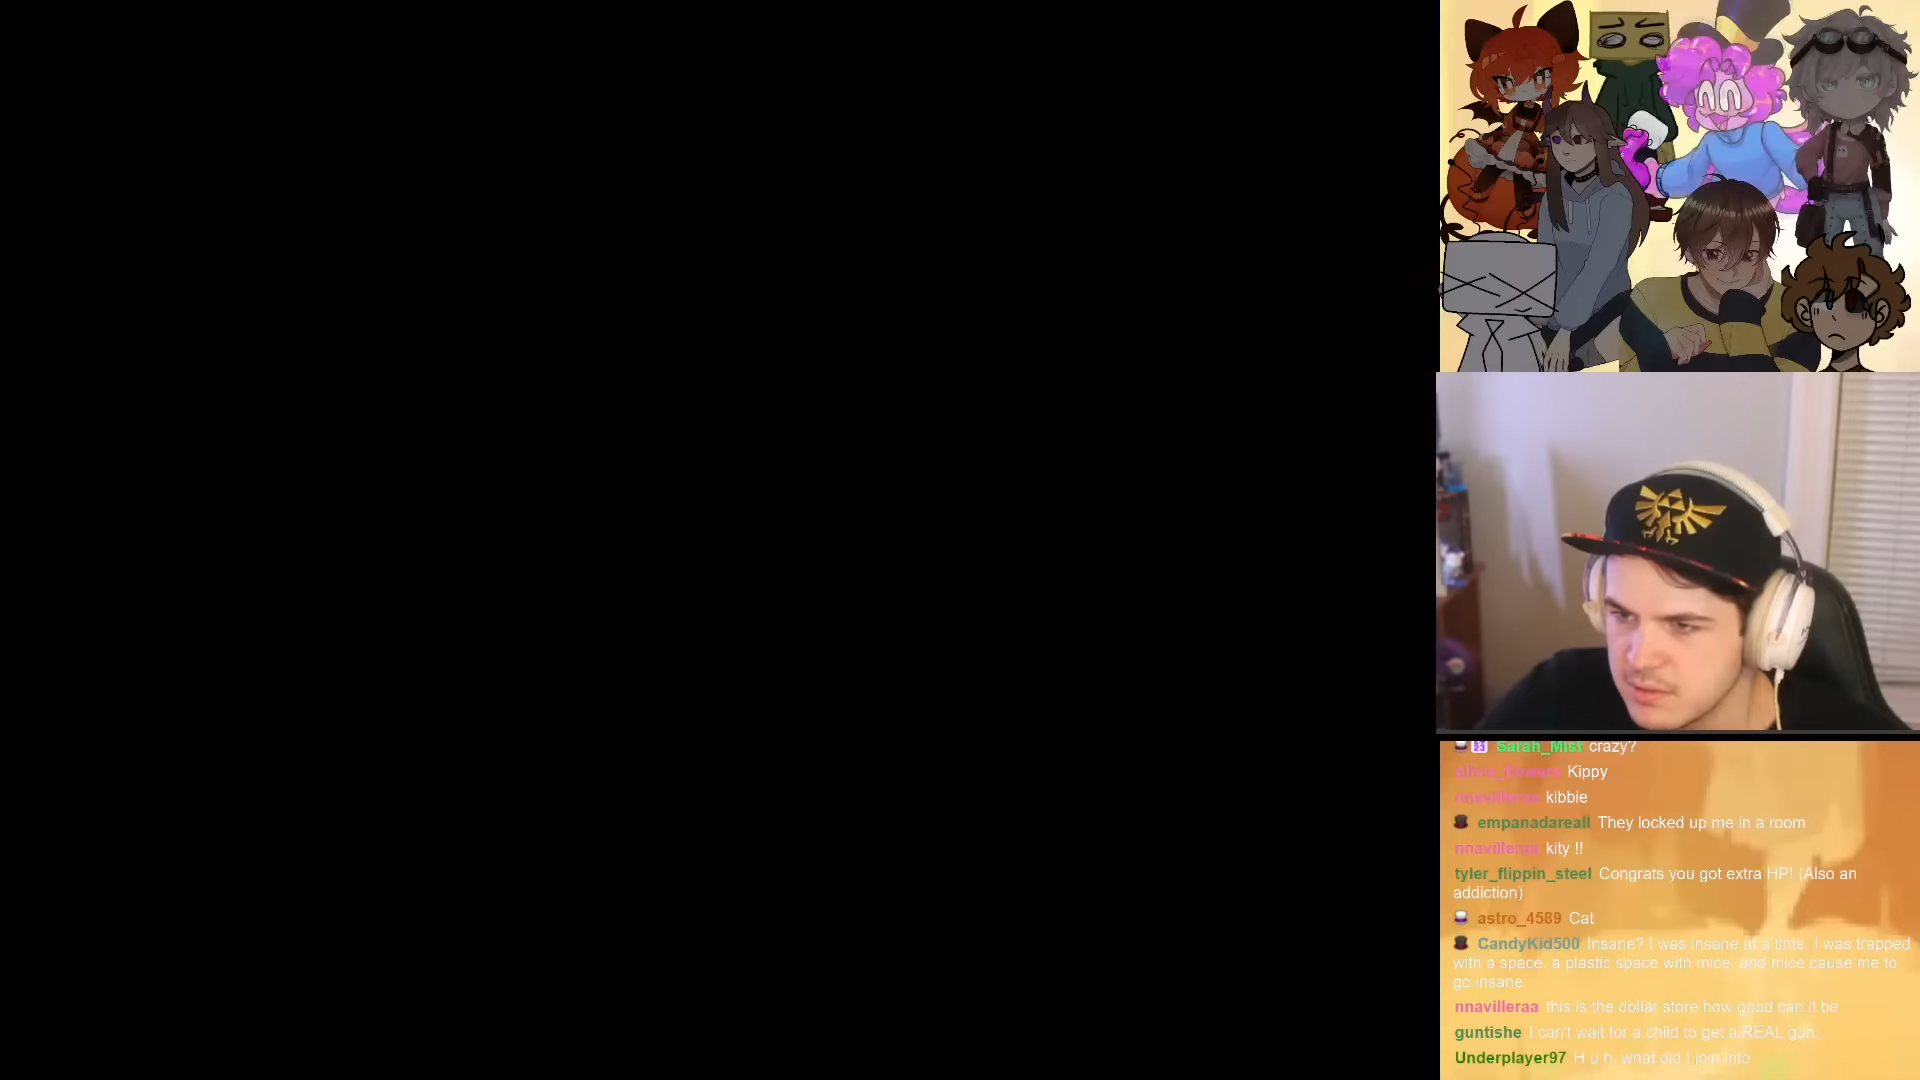 23 Sarah_Mist crazy?
Kippy
nnavilleraa kibbie
empanadareall They locked up me in a room
nnavilleraa kity !!
tyler_flippin_steel Congrats you got extra HP! (Also an
addiction)
astro_4589 Cat
CandyKid500 Insane? I was insane at a time. I was trapped
with a space. a plastic space with mice. and mice cause me to
go insane.
nnavilleraa this is the dollar store how good can it be
guntishe I can't wait for a child to get a REAL gun..
Underplayer97 H u h. what did I join into